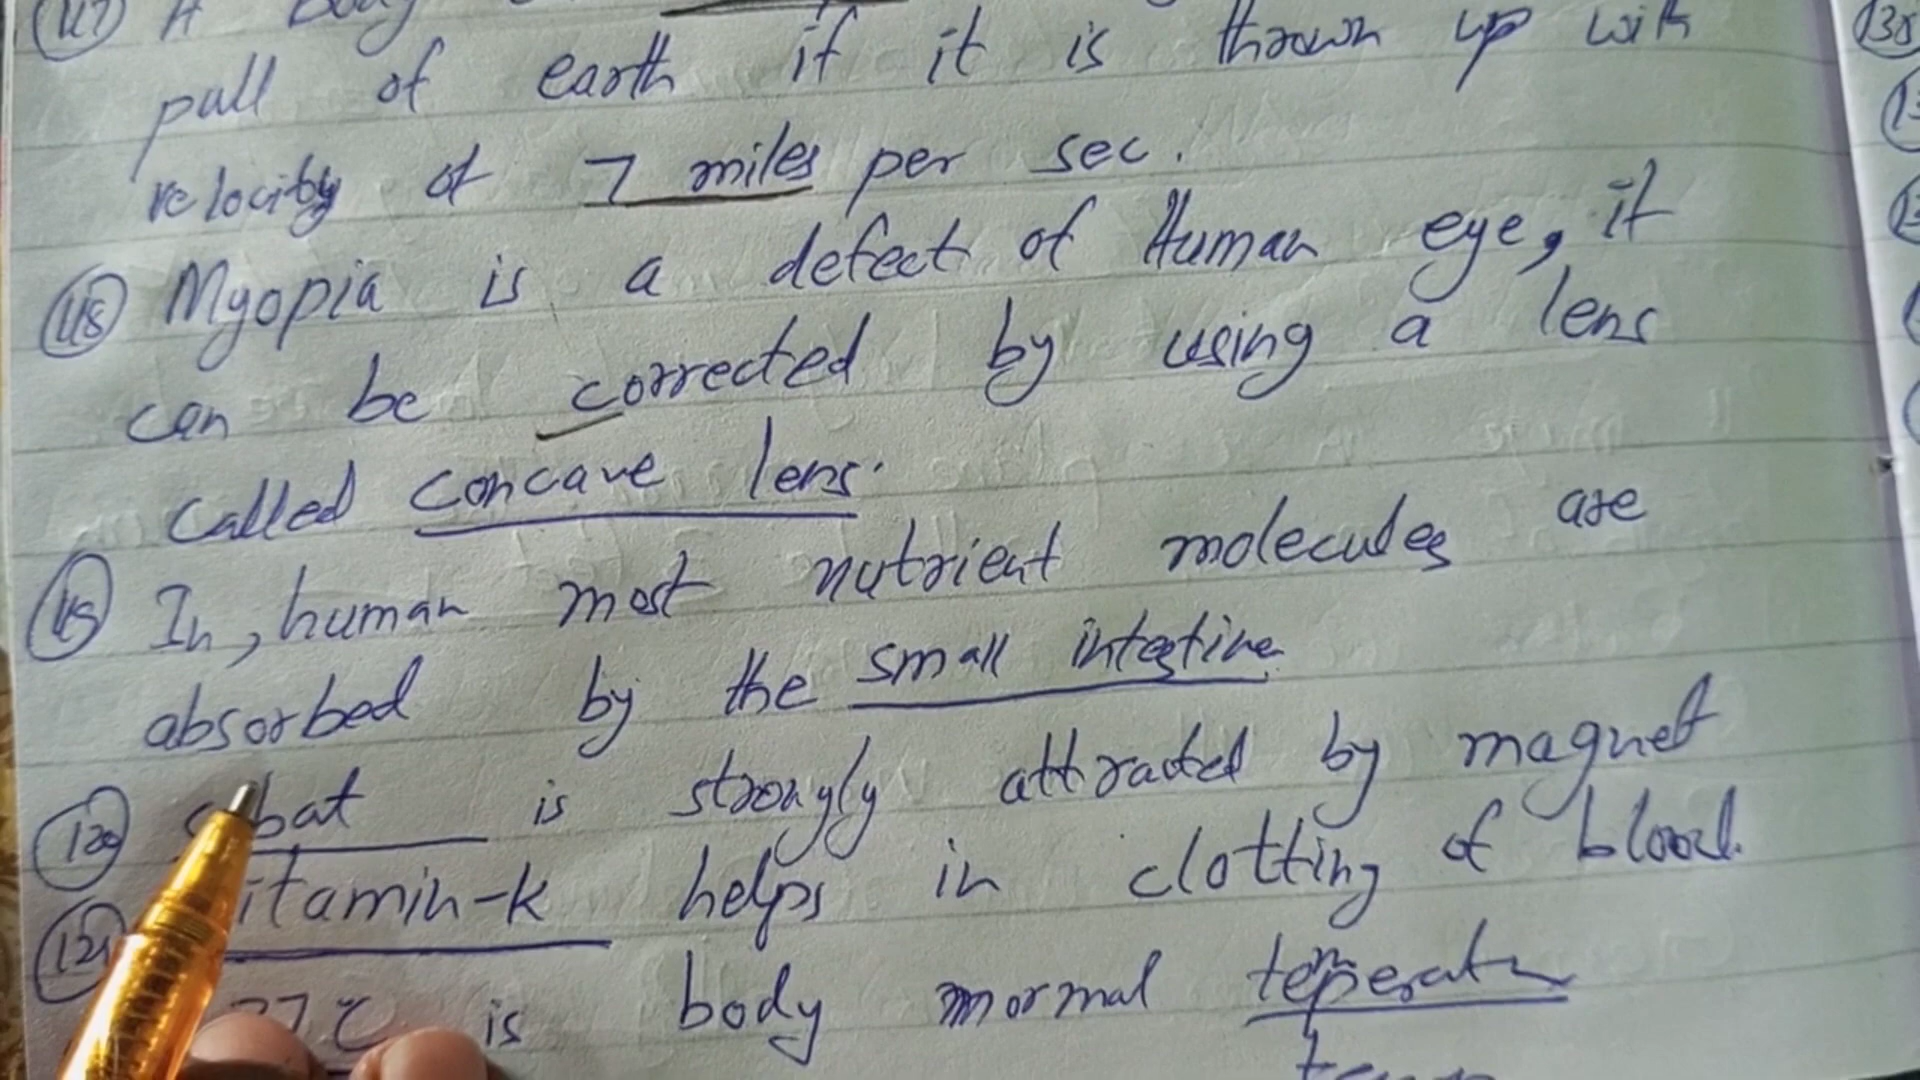 117 A body
pull of earth if it is thrown up with
velocity of 7 miles per sec.
118 Myopia is a defect of Human eye, it
can be corrected by using a lens
called concave lens.
119 In, human most nutrient molecules are
absorbed by the small intestine
120 is strongly attracted by magnet
121 itamin-k helps in clotting of blood.
37°C is body normal